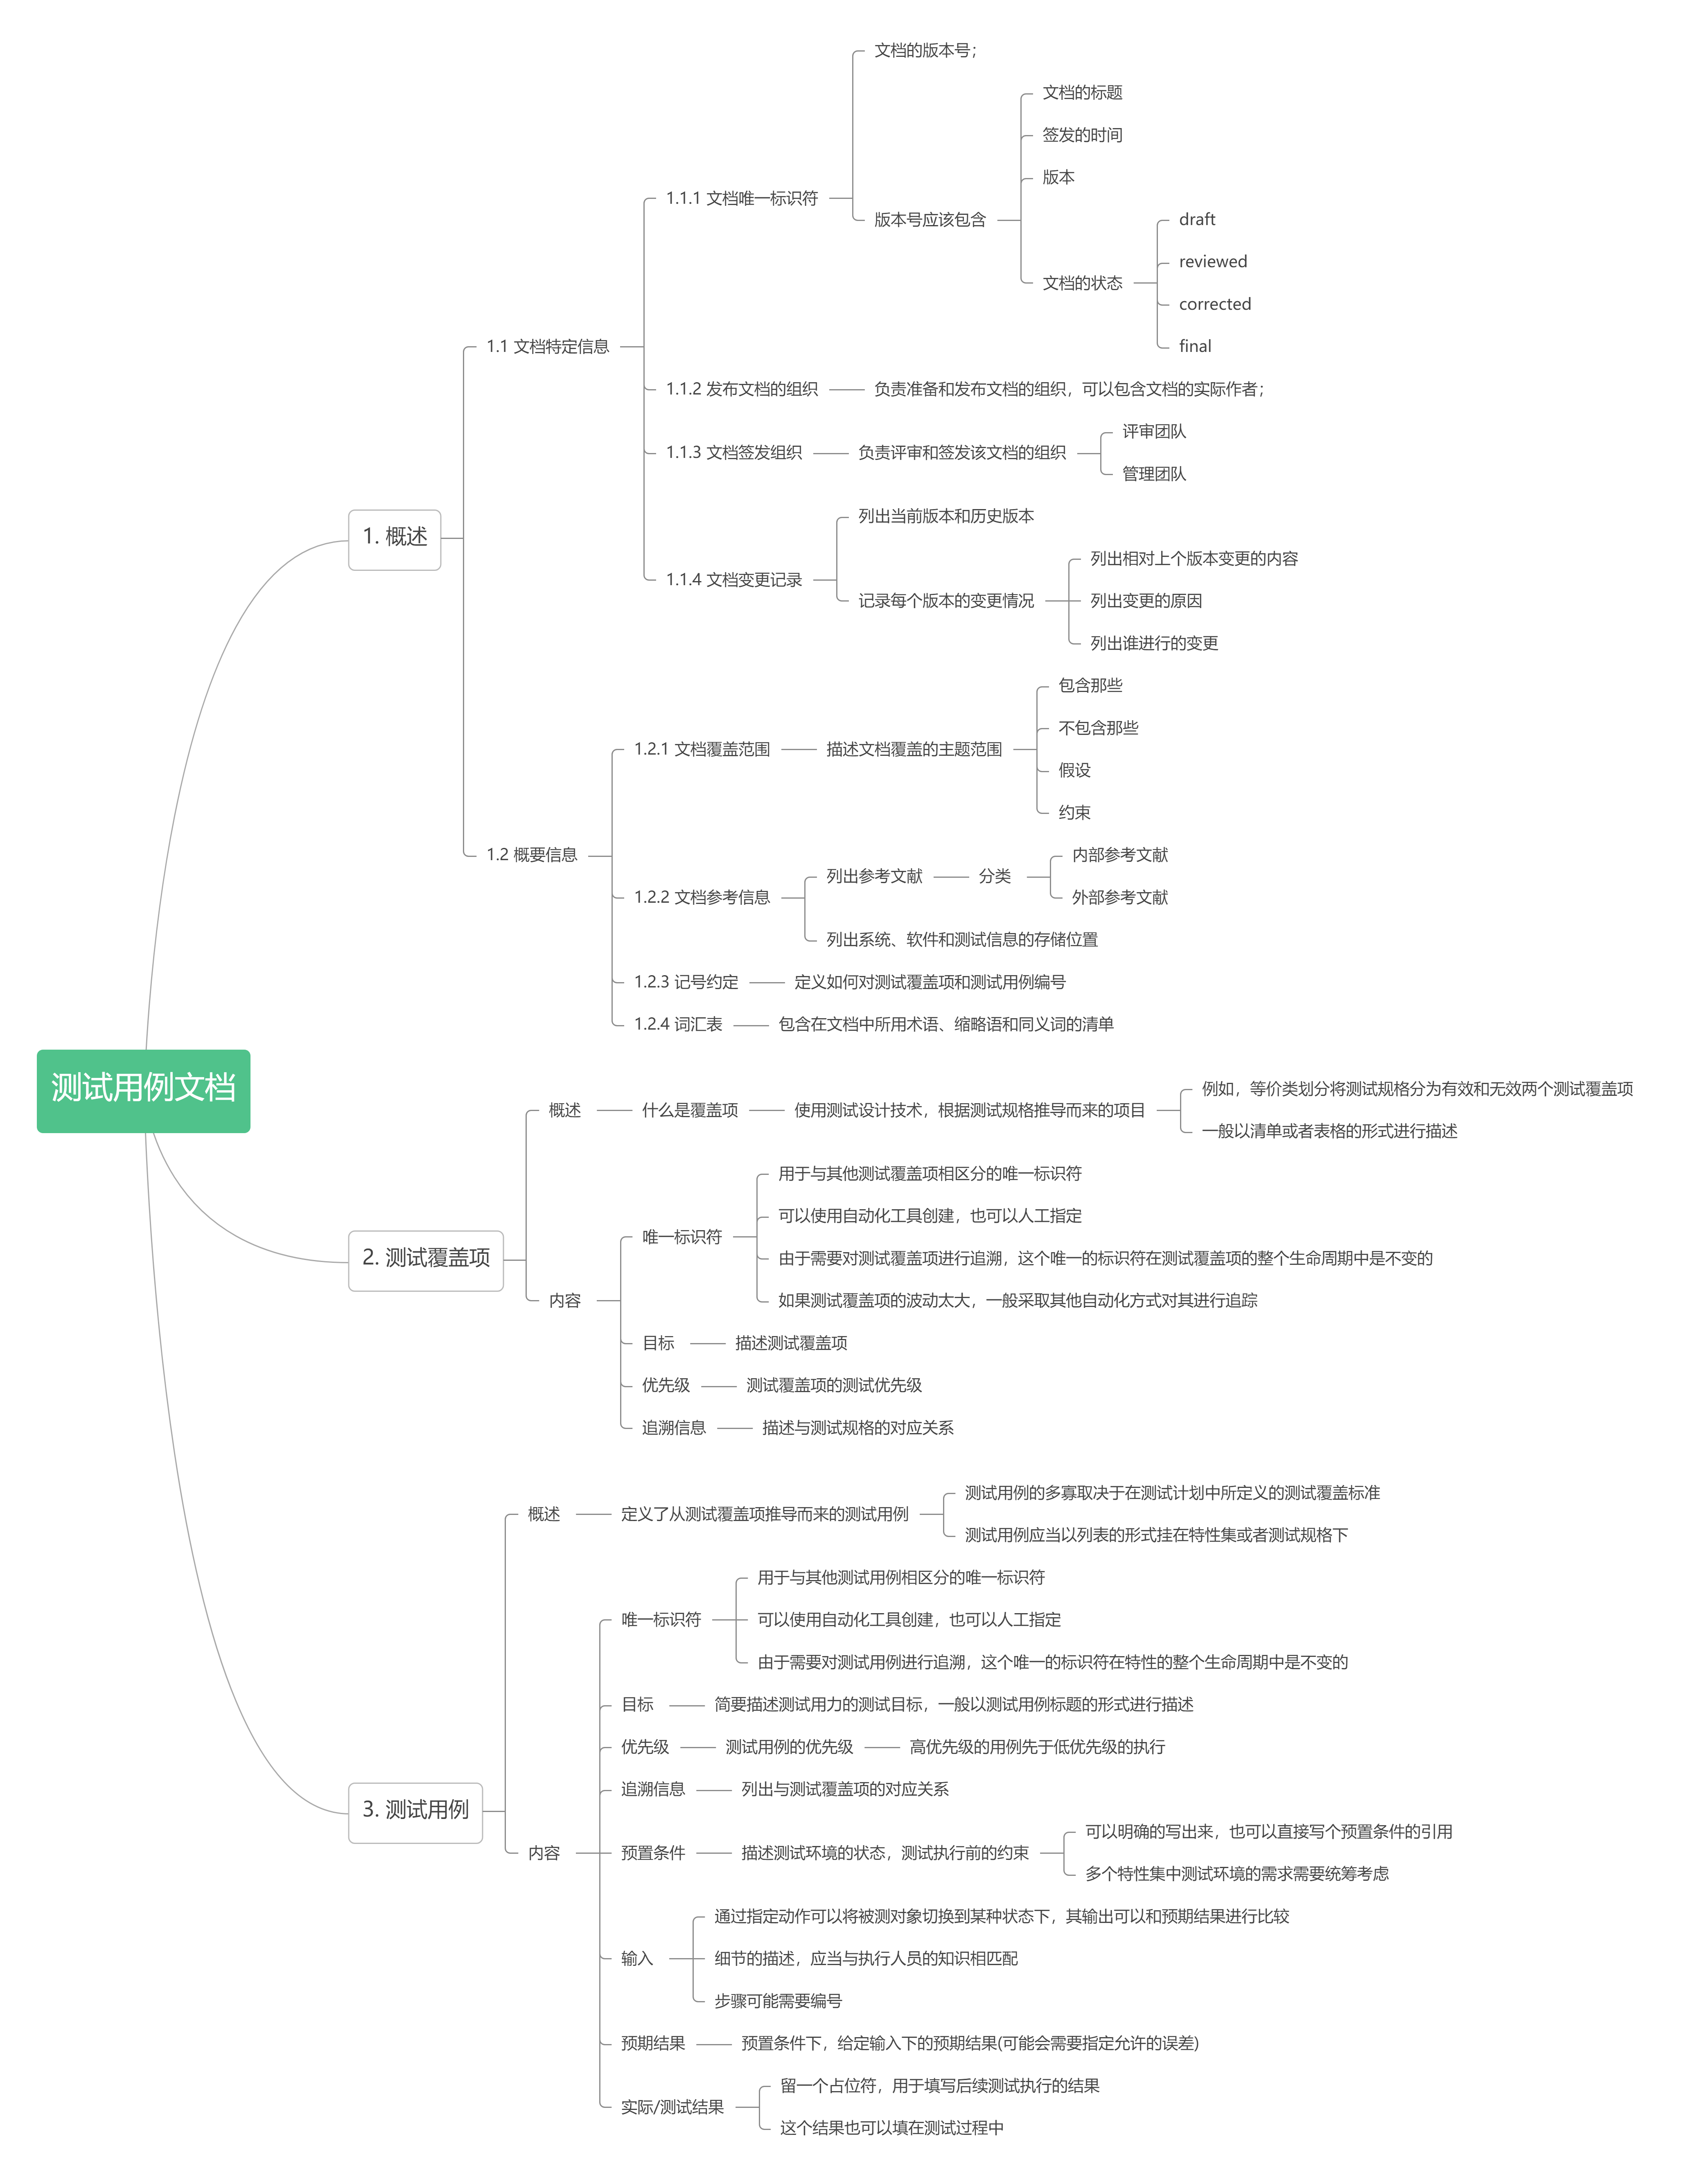 测试用例文档
1. 概述
1.1 文档特定信息
1.1.1 文档唯一标识符
文档的版本号；
版本号应该包含
文档的标题
签发的时间
版本
文档的状态
draft
reviewed
corrected
final
1.1.2 发布文档的组织
负责准备和发布文档的组织，可以包含文档的实际作者；
1.1.3 文档签发组织
负责评审和签发该文档的组织
评审团队
管理团队
1.1.4 文档变更记录
列出当前版本和历史版本
记录每个版本的变更情况
列出相对上个版本变更的内容
列出变更的原因
列出谁进行的变更
1.2 概要信息
1.2.1 文档覆盖范围
描述文档覆盖的主题范围
包含那些
不包含那些
假设
约束
1.2.2 文档参考信息
列出参考文献
分类
内部参考文献
外部参考文献
列出系统、软件和测试信息的存储位置
1.2.3 记号约定
定义如何对测试覆盖项和测试用例编号
1.2.4 词汇表
包含在文档中所用术语、缩略语和同义词的清单
2. 测试覆盖项
概述
什么是覆盖项
使用测试设计技术，根据测试规格推导而来的项目
例如，等价类划分将测试规格分为有效和无效两个测试覆盖项
一般以清单或者表格的形式进行描述
内容
唯一标识符
用于与其他测试覆盖项相区分的唯一标识符
可以使用自动化工具创建，也可以人工指定
由于需要对测试覆盖项进行追溯，这个唯一的标识符在测试覆盖项的整个生命周期中是不变的
如果测试覆盖项的波动太大，一般采取其他自动化方式对其进行追踪
目标
描述测试覆盖项
优先级
测试覆盖项的测试优先级
追溯信息
描述与测试规格的对应关系
3. 测试用例
概述
定义了从测试覆盖项推导而来的测试用例
测试用例的多寡取决于在测试计划中所定义的测试覆盖标准
测试用例应当以列表的形式挂在特性集或者测试规格下
内容
唯一标识符
用于与其他测试用例相区分的唯一标识符
可以使用自动化工具创建，也可以人工指定
由于需要对测试用例进行追溯，这个唯一的标识符在特性的整个生命周期中是不变的
目标
简要描述测试用力的测试目标，一般以测试用例标题的形式进行描述
优先级
测试用例的优先级
高优先级的用例先于低优先级的执行
追溯信息
列出与测试覆盖项的对应关系
预置条件
描述测试环境的状态，测试执行前的约束
可以明确的写出来，也可以直接写个预置条件的引用
多个特性集中测试环境的需求需要统筹考虑
输入
通过指定动作可以将被测对象切换到某种状态下，其输出可以和预期结果进行比较
细节的描述，应当与执行人员的知识相匹配
步骤可能需要编号
预期结果
预置条件下，给定输入下的预期结果(可能会需要指定允许的误差)
实际/测试结果
留一个占位符，用于填写后续测试执行的结果
这个结果也可以填在测试过程中